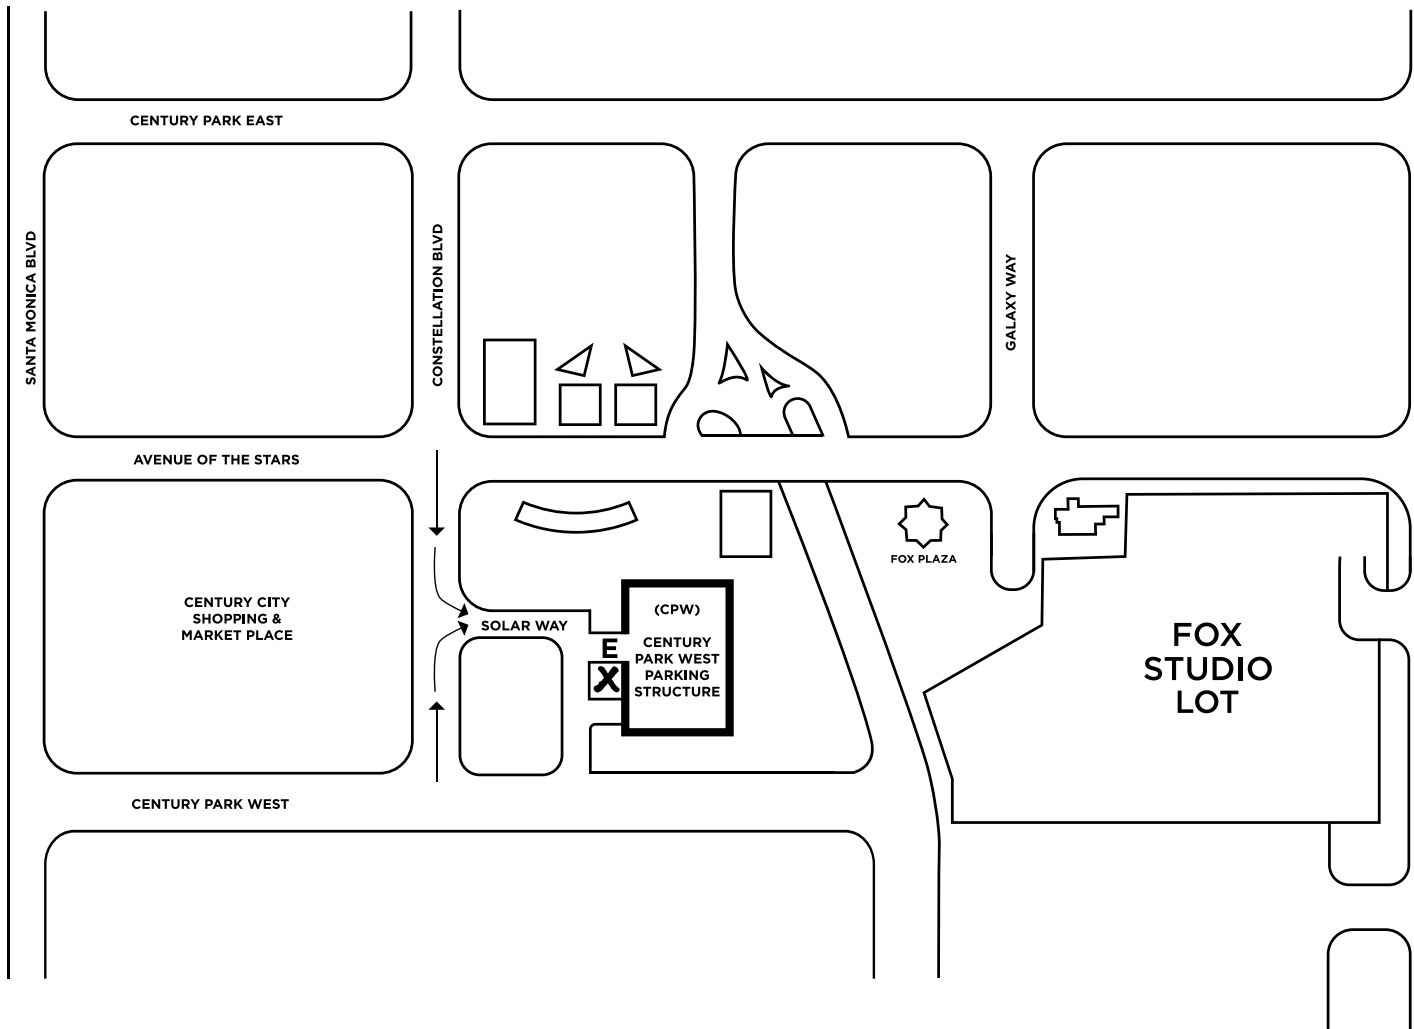 CENTURY PARK EAST
SANTA MONICA BLVD
CONSTELLATION BLVD
GALAXY WAY
AVENUE OF THE STARS
FOX PLAZA
CENTURY CITY
SHOPPING &
MARKET PLACE
SOLAR WAY
(CPW)
CENTURY
PARK WEST
PARKING
STRUCTURE
E
X
FOX
STUDIO
LOT
CENTURY PARK WEST